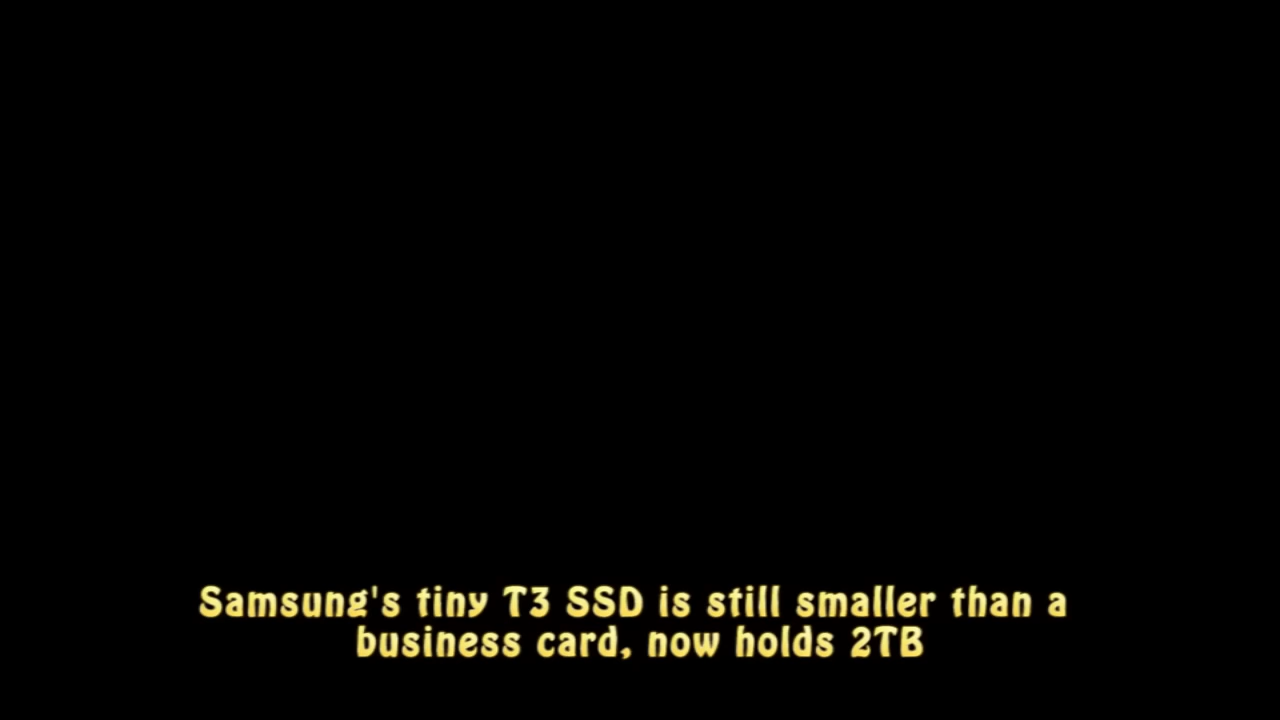 Samsung's tiny T3 SSD is still smaller than a
business card, now holds 2TB